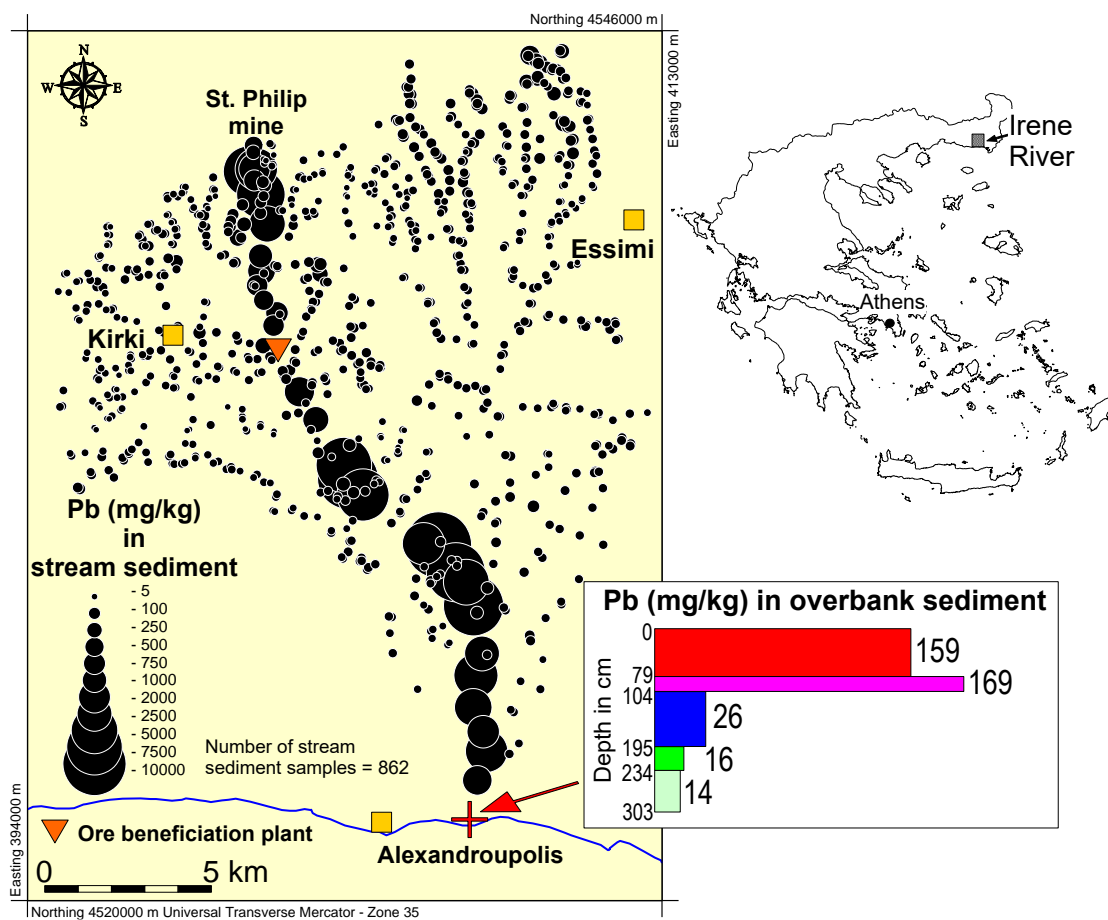 Northing 4546000 m
Easting 413000 m
N
W
E
S
St. Philip
mine
Essimi
Kirki
Irene
River
Athens
Pb (mg/kg)
in
stream sediment
- 5
- 100
- 250
- 500
- 750
- 1000
- 2000
- 2500
- 5000
- 7500
- 10000
Number of stream
sediment samples = 862
Pb (mg/kg) in overbank sediment
Depth in cm
0
79
104
195
234
303
159
169
26
16
14
Easting 394000 m
Ore beneficiation plant
Alexandroupolis
0
5 km
Northing 4520000 m Universal Transverse Mercator - Zone 35